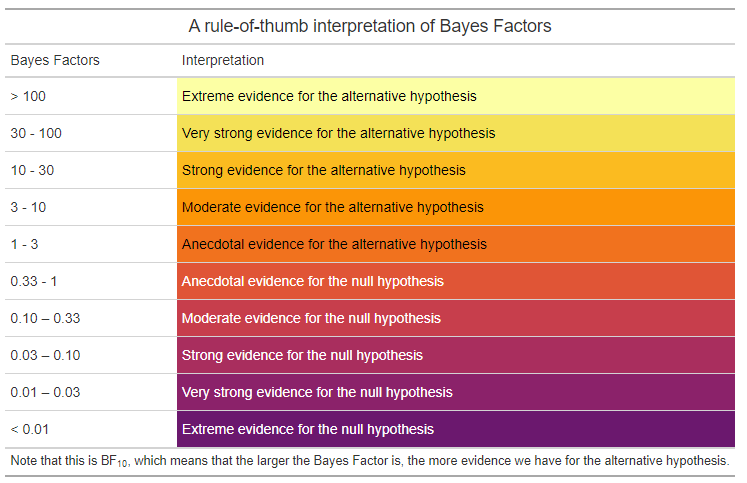 A rule-of-thumb interpretation of Bayes Factors
Bayes Factors Interpretation
> 100 Extreme evidence for the alternative hypothesis
30 - 100 Very strong evidence for the alternative hypothesis
10 - 30 Strong evidence for the alternative hypothesis
3 - 10 Moderate evidence for the alternative hypothesis
1 - 3 Anecdotal evidence for the alternative hypothesis
0.33 - 1 Anecdotal evidence for the null hypothesis
0.10 – 0.33 Moderate evidence for the null hypothesis
0.03 – 0.10 Strong evidence for the null hypothesis
0.01 – 0.03 Very strong evidence for the null hypothesis
< 0.01 Extreme evidence for the null hypothesis
Note that this is BF₁₀, which means that the larger the Bayes Factor is, the more evidence we have for the alternative hypothesis.